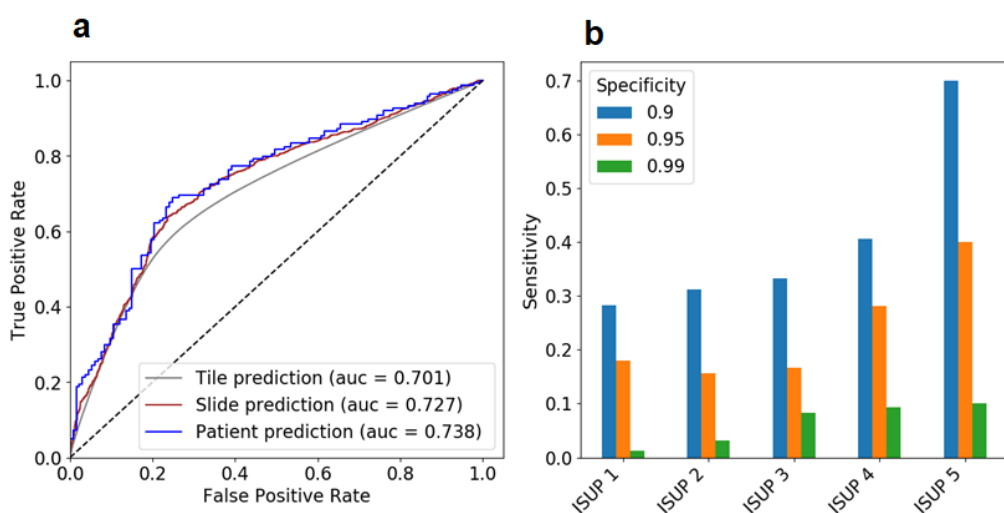 a
1.0
0.8
0.6
0.4
0.2
0.0
True Positive Rate
0.0 0.2 0.4 0.6 0.8 1.0
False Positive Rate
Tile prediction (auc = 0.701)
Slide prediction (auc = 0.727)
Patient prediction (auc = 0.738)
b
0.7
0.6
0.5
0.4
0.3
0.2
0.1
0.0
Sensitivity
Specificity
0.9
0.95
0.99
ISUP 1 ISUP 2 ISUP 3 ISUP 4 ISUP 5